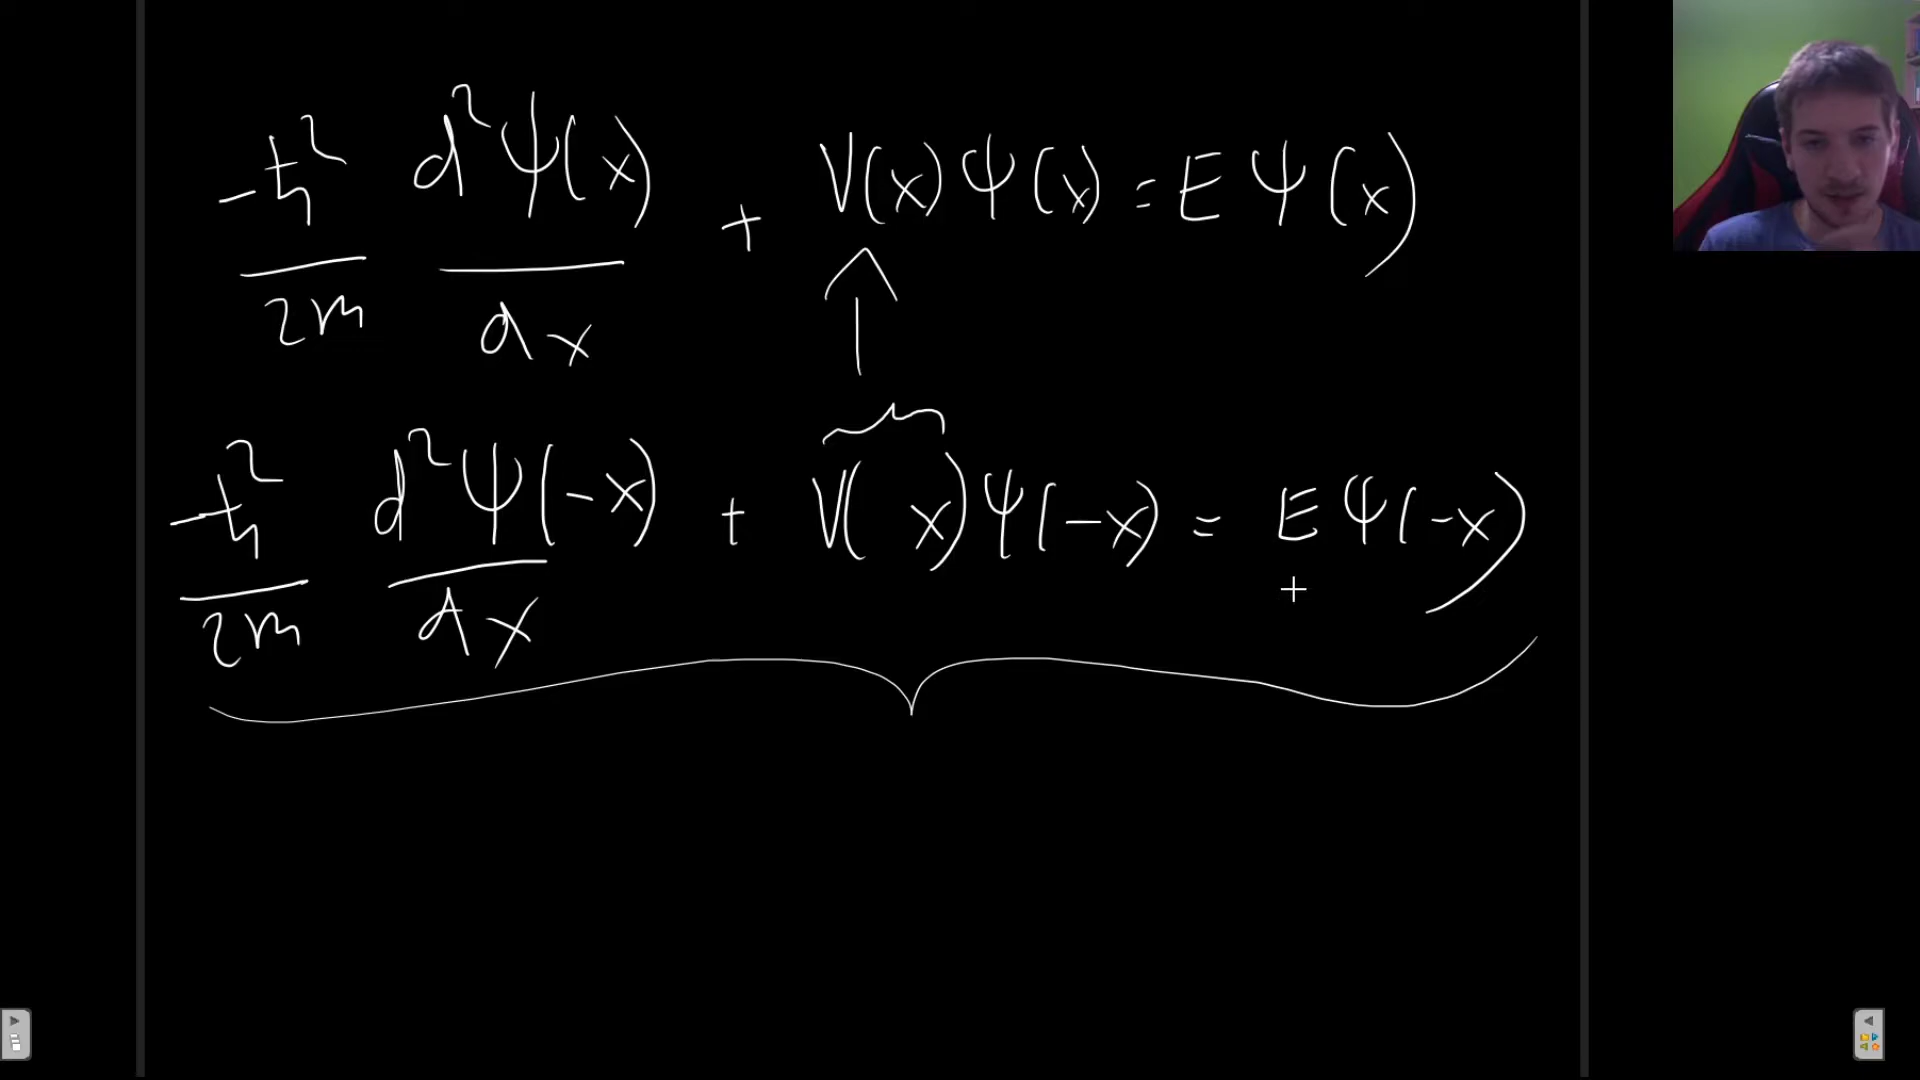 -ħ²/2m d²ψ(x)/dx + V(x)ψ(x) = Eψ(x)
-ħ²/2m d²ψ(-x)/dx + V( x)ψ(-x) = Eψ(-x)